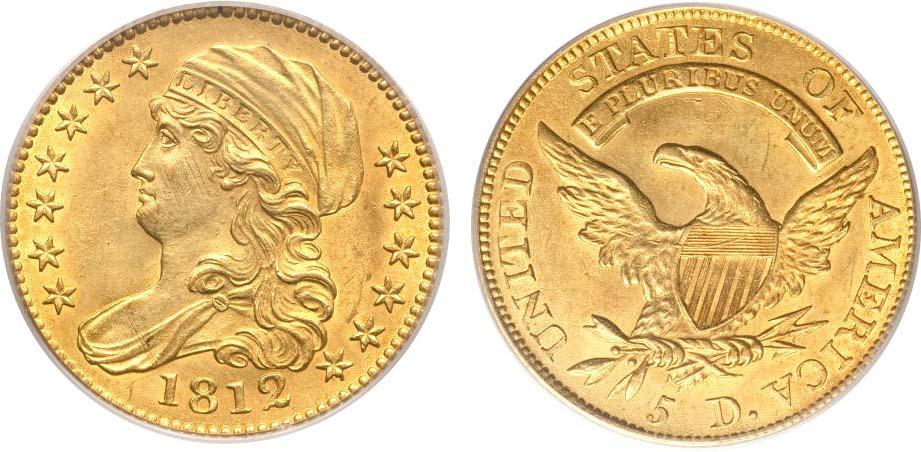 LIBERTY
1812
UNITED STATES OF AMERICA
E PLURIBUS UNUM
5 D.